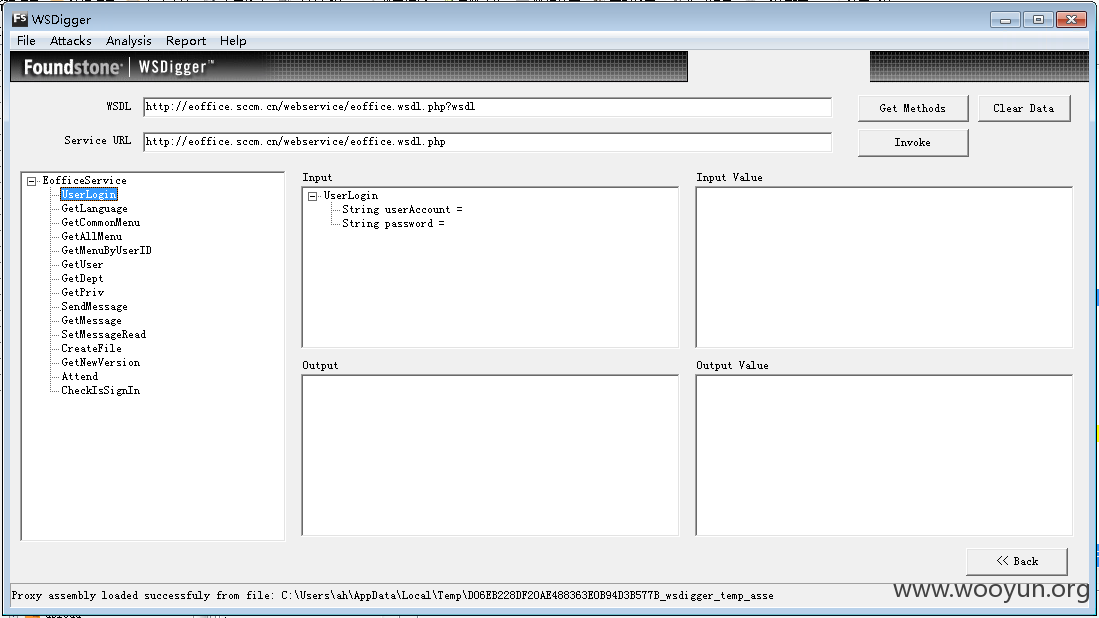 FS WSDigger
File Attacks Analysis Report Help
Foundstone | WSDigger™
WSDL http://eoffice.sccm.cn/webservice/eoffice.wsdl.php?wsdl Get Methods Clear Data
Service URL http://eoffice.sccm.cn/webservice/eoffice.wsdl.php Invoke
EofficeService
UserLogin
GetLanguage
GetCommonMenu
GetAllMenu
GetMenuByUserID
GetUser
GetDept
GetPriv
SendMessage
GetMessage
SetMessageRead
CreateFile
GetNewVersion
Attend
CheckIsSignIn
Input
UserLogin
String userAccount =
String password =
Input Value
Output
Output Value
<< Back
Proxy assembly loaded successfuly from file: C:\Users\ah\AppData\Local\Temp\D06EB228DF20AE488363E0B94D3B577B_wsdigger_temp_asse
www.wooyun.org